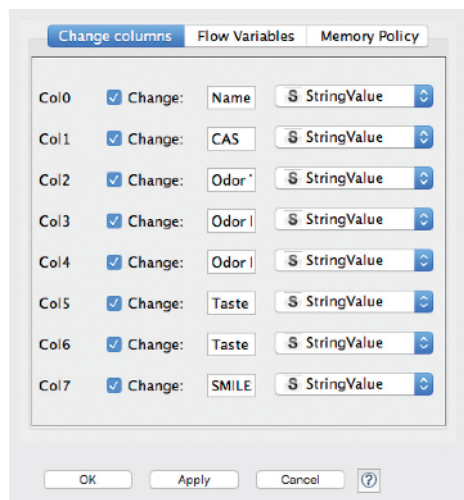 Change columns Flow Variables Memory Policy
Col0 Change: Name S StringValue
Col1 Change: CAS S StringValue
Col2 Change: Odor S StringValue
Col3 Change: Odor S StringValue
Col4 Change: Odor S StringValue
Col5 Change: Taste S StringValue
Col6 Change: Taste S StringValue
Col7 Change: SMILE S StringValue
OK Apply Cancel ?